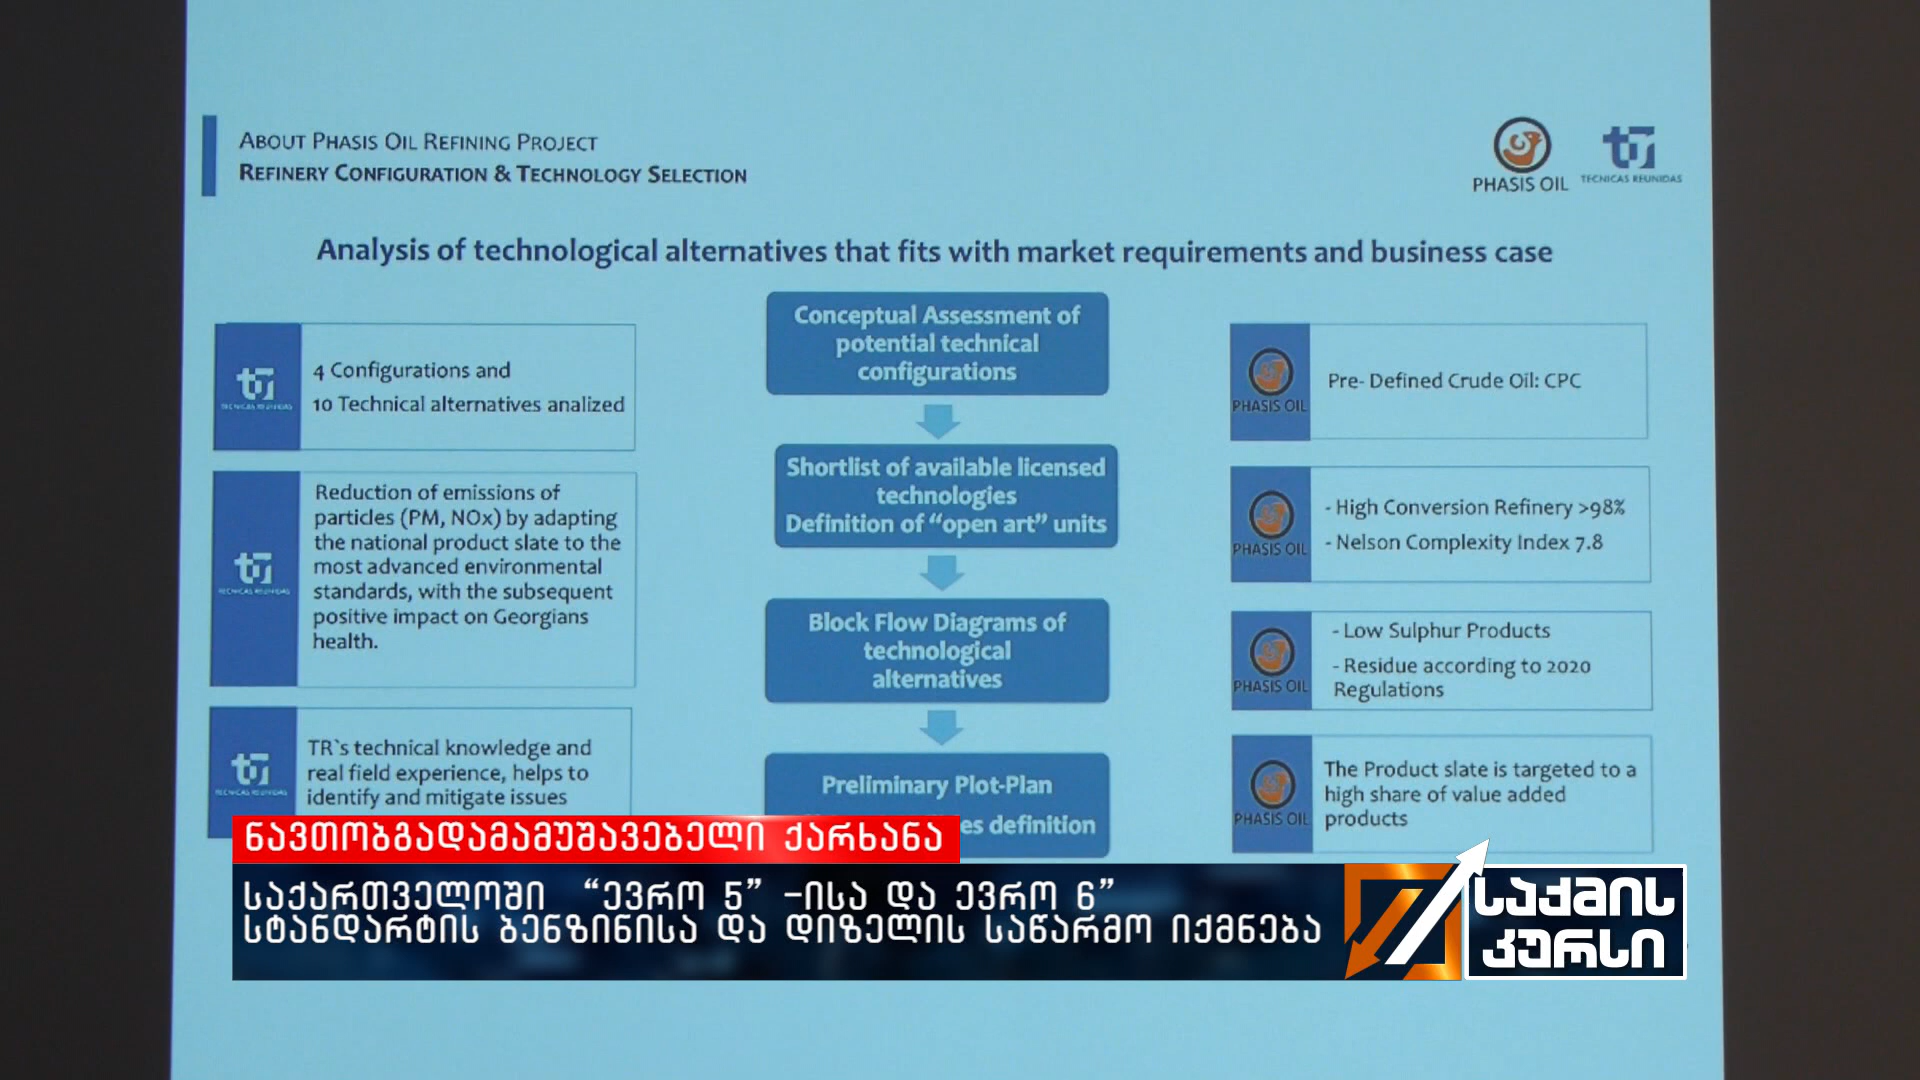 ABOUT PHASIS OIL REFINING PROJECT
REFINERY CONFIGURATION & TECHNOLOGY SELECTION
PHASIS OIL
TECNICAS REUNIDAS
Analysis of technological alternatives that fits with market requirements and business case
TECNICAS REUNIDAS
4 Configurations and
10 Technical alternatives analized
TECNICAS REUNIDAS
Reduction of emissions of
particles (PM, NOx) by adapting
the national product slate to the
most advanced environmental
standards, with the subsequent
positive impact on Georgians
health.
TECNICAS REUNIDAS
TR`s technical knowledge and
real field experience, helps to
identify and mitigate issues
Conceptual Assessment of
potential technical
configurations
Shortlist of available licensed
technologies
Definition of “open art” units
Block Flow Diagrams of
technological
alternatives
Preliminary Plot-Plan
definition
PHASIS OIL
Pre- Defined Crude Oil: CPC
PHASIS OIL
- High Conversion Refinery >98%
- Nelson Complexity Index 7.8
PHASIS OIL
- Low Sulphur Products
- Residue according to 2020
Regulations
PHASIS OIL
The Product slate is targeted to a
high share of value added
products
ნავთობგადამამუშავებელი ქარხანა
საქართველოში “ევრო 5” -ისა და ევრო 6”
სტანდარტის ბენზინისა და დიზელის საწარმო იქმნება
საქმის
კურსი